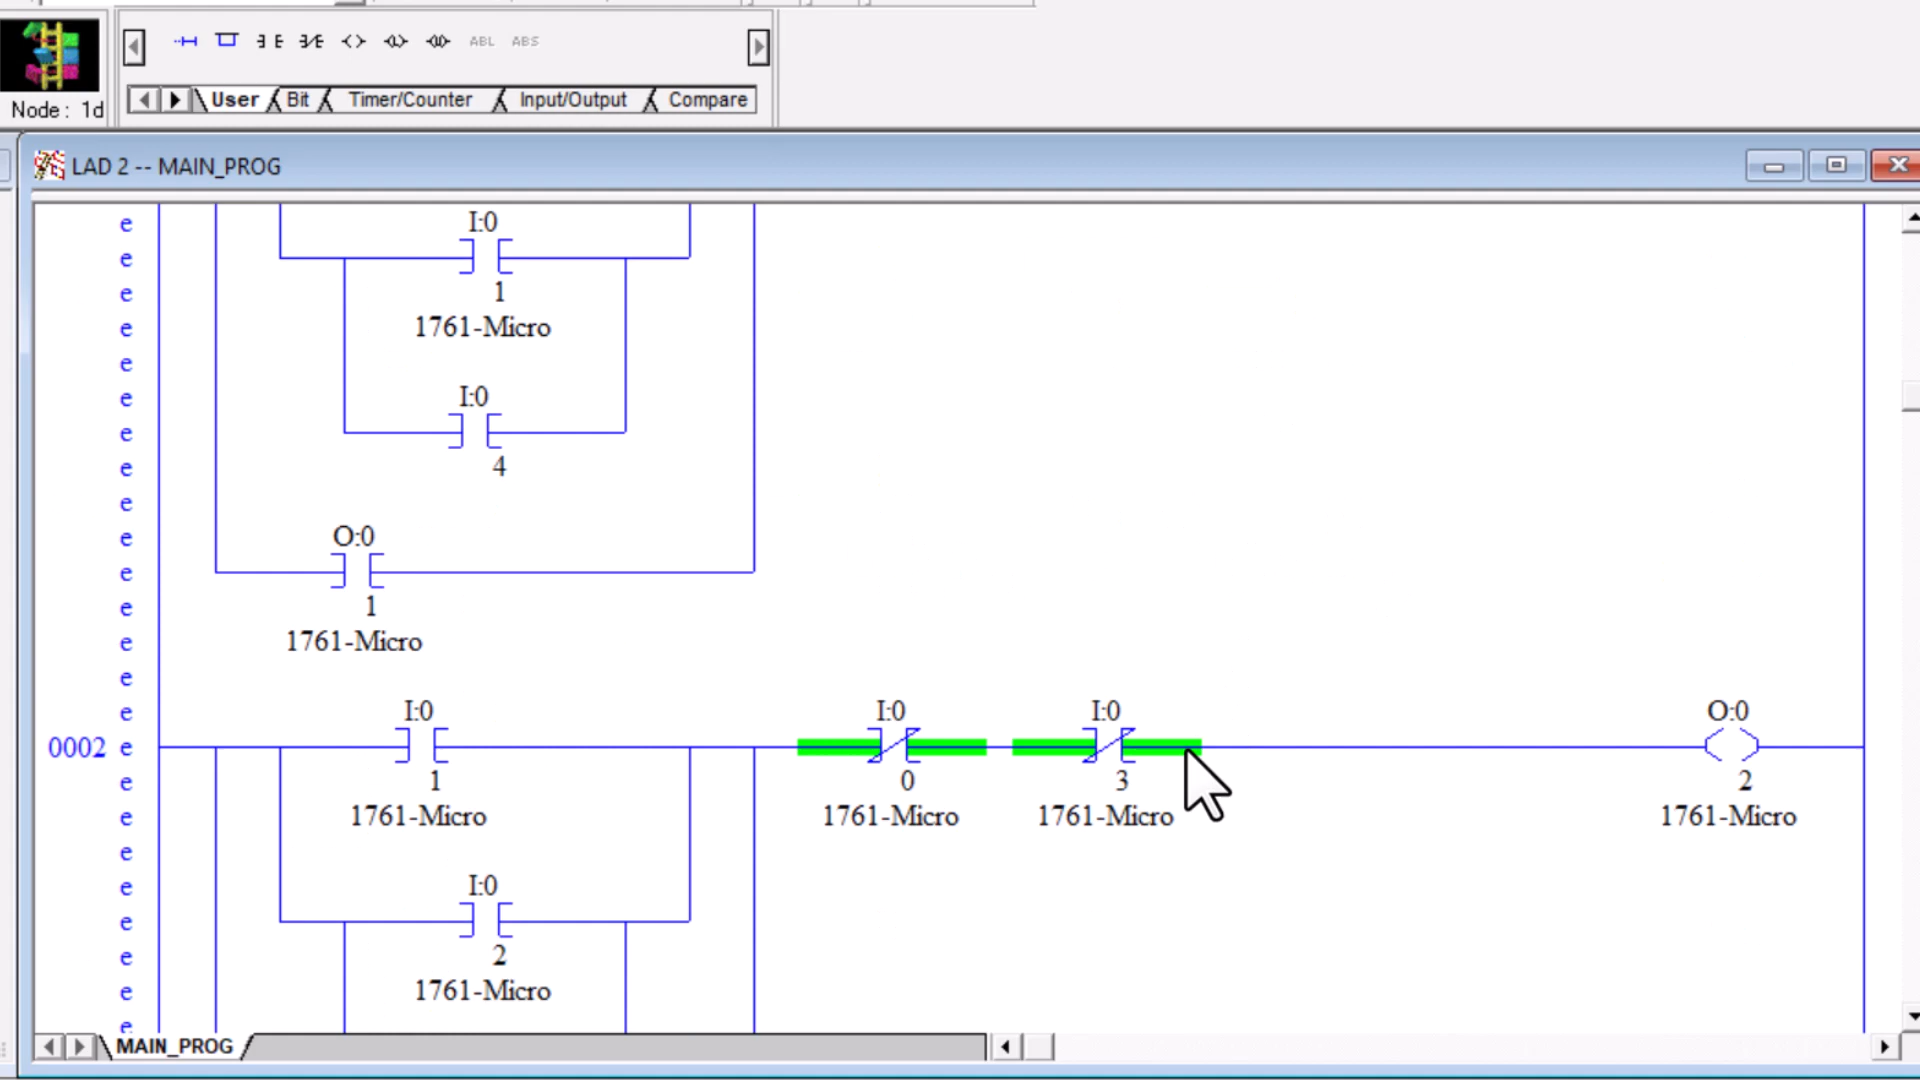 ABL ABS
Node : 1d
User Bit Timer/Counter Input/Output Compare
LAD 2 -- MAIN_PROG
e
I:0
e
e
1
e
1761-Micro
e
e
I:0
e
e
4
e
e
O:0
e
e
1
e
1761-Micro
e
e
I:0 I:0 I:0 O:0
0002 e
e
1 0 3 2
e
1761-Micro 1761-Micro 1761-Micro 1761-Micro
e
I:0
e
e
2
e
1761-Micro
e
e
MAIN_PROG